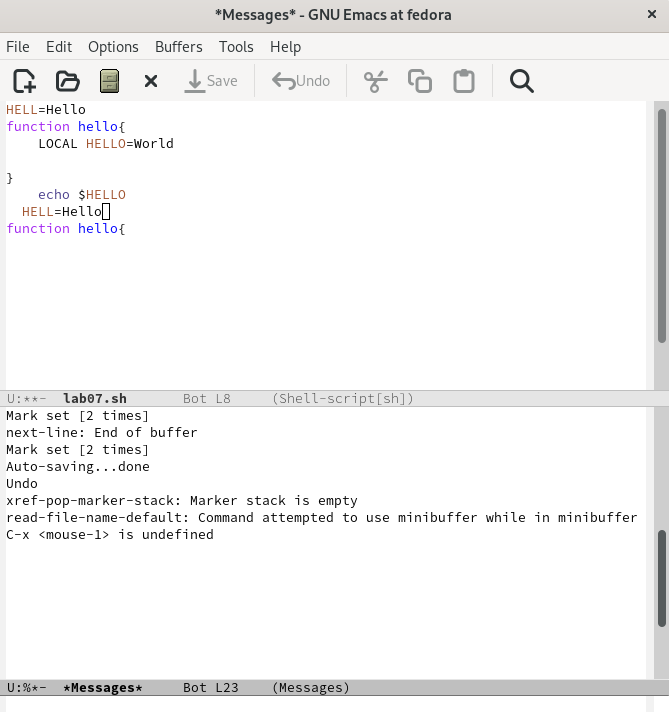 *Messages* - GNU Emacs at fedora ×
File Edit Options Buffers Tools Help
Save Undo
HELL=Hello
function hello{
    LOCAL HELLO=World
}
    echo $HELLO
  HELL=Hello
function hello{
U:**-  lab07.sh       Bot L8     (Shell-script[sh])
Mark set [2 times]
next-line: End of buffer
Mark set [2 times]
Auto-saving...done
Undo
xref-pop-marker-stack: Marker stack is empty
read-file-name-default: Command attempted to use minibuffer while in minibuffer
C-x <mouse-1> is undefined
U:%*-  *Messages*     Bot L23    (Messages)